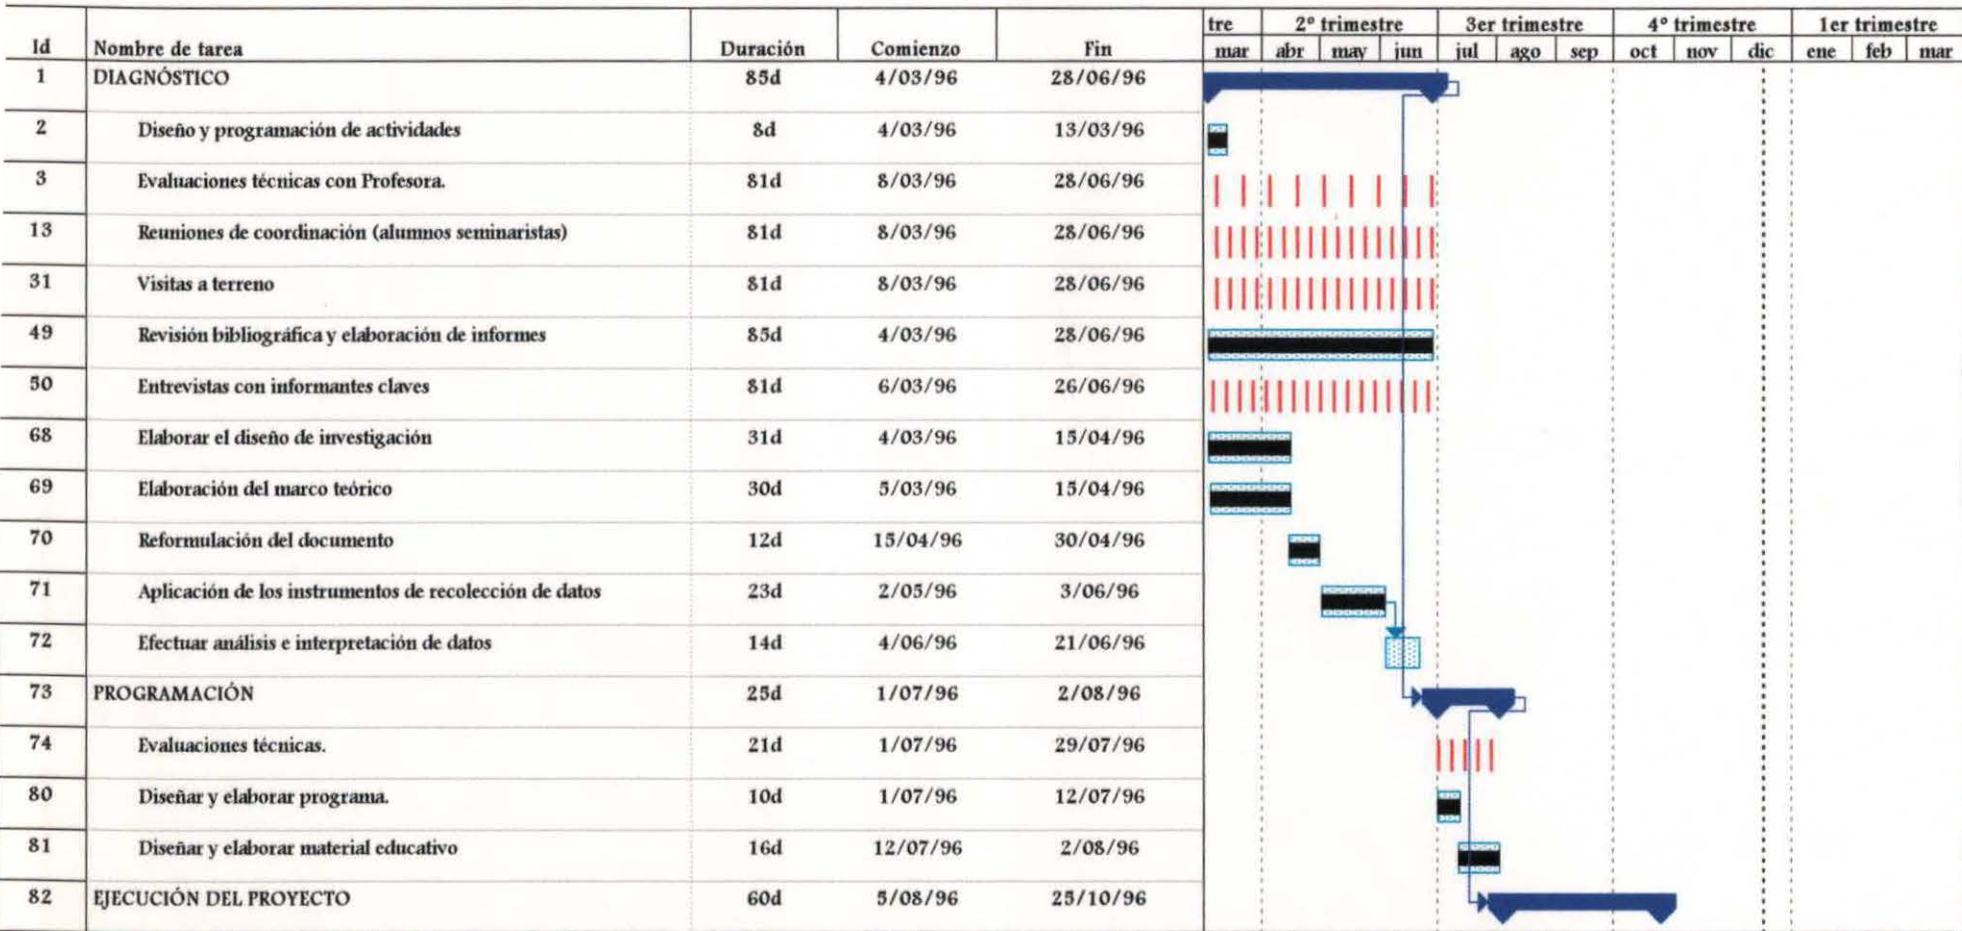 tre 2º trimestre 3er trimestre 4º trimestre 1er trimestre
Id Nombre de tarea Duración Comienzo Fin mar abr may jun jul ago sep oct nov dic ene feb mar
1 DIAGNÓSTICO 85d 4/03/96 28/06/96
2 Diseño y programación de actividades 8d 4/03/96 13/03/96
3 Evaluaciones técnicas con Profesora. 81d 8/03/96 28/06/96
13 Reuniones de coordinación (alumnos seminaristas) 81d 8/03/96 28/06/96
31 Visitas a terreno 81d 8/03/96 28/06/96
49 Revisión bibliográfica y elaboración de informes 85d 4/03/96 28/06/96
50 Entrevistas con informantes claves 81d 6/03/96 26/06/96
68 Elaborar el diseño de investigación 31d 4/03/96 15/04/96
69 Elaboración del marco teórico 30d 5/03/96 15/04/96
70 Reformulación del documento 12d 15/04/96 30/04/96
71 Aplicación de los instrumentos de recolección de datos 23d 2/05/96 3/06/96
72 Efectuar análisis e interpretación de datos 14d 4/06/96 21/06/96
73 PROGRAMACIÓN 25d 1/07/96 2/08/96
74 Evaluaciones técnicas. 21d 1/07/96 29/07/96
80 Diseñar y elaborar programa. 10d 1/07/96 12/07/96
81 Diseñar y elaborar material educativo 16d 12/07/96 2/08/96
82 EJECUCIÓN DEL PROYECTO 60d 5/08/96 25/10/96